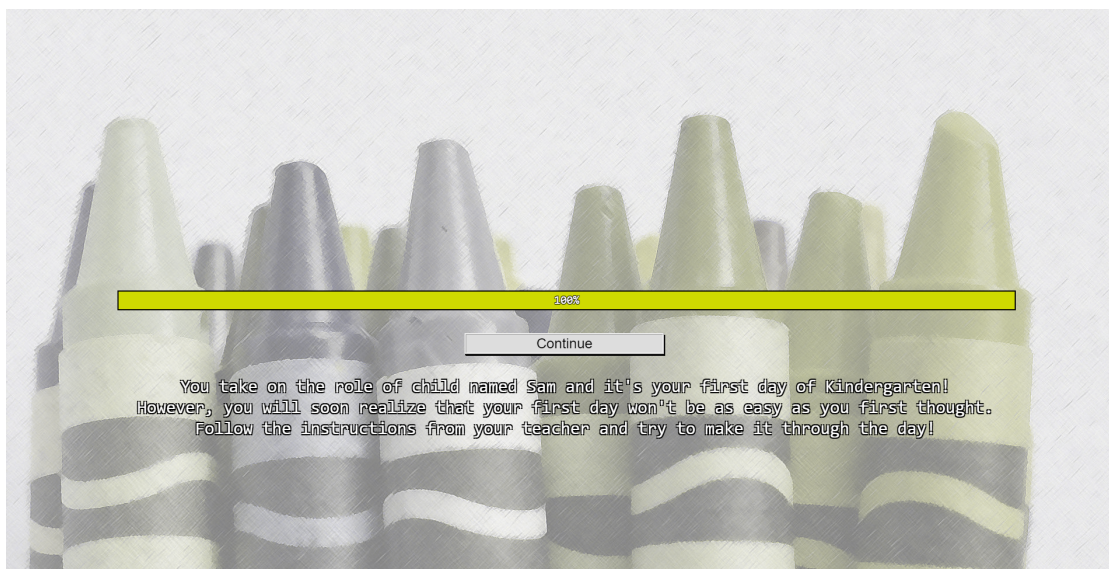 100%
Continue
You take on the role of child named Sam and it's your first day of Kindergarten!
However, you will soon realize that your first day won't be as easy as you first thought.
Follow the instructions from your teacher and try to make it through the day!